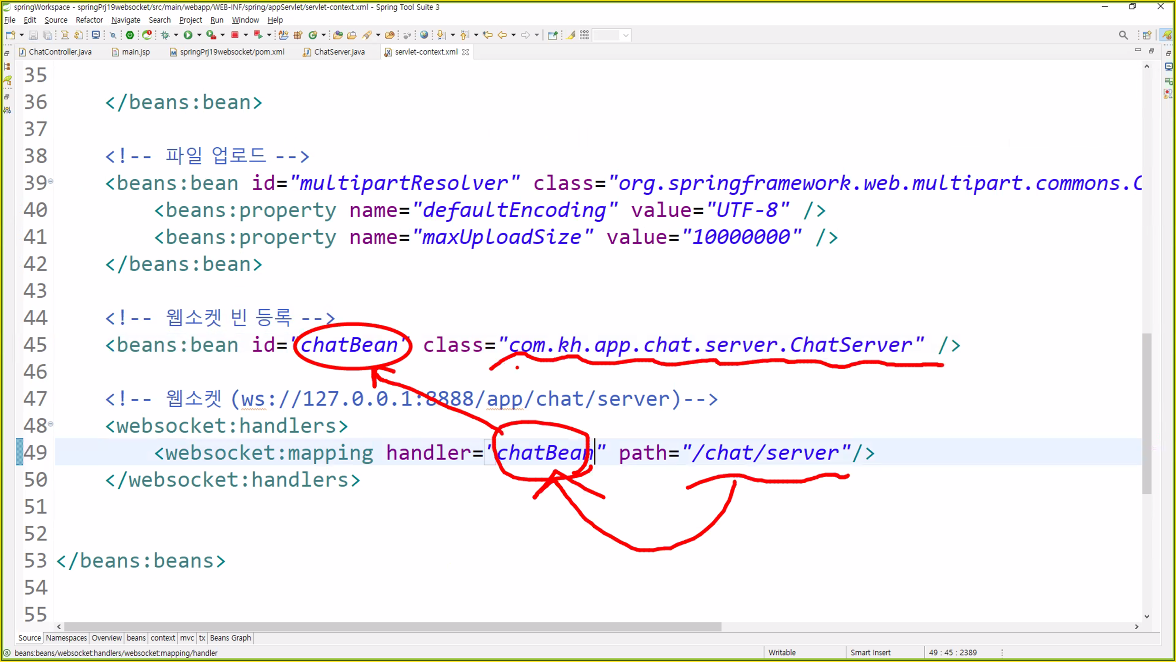 springWorkspace - springPrj19websocket/src/main/webapp/WEB-INF/spring/appServlet/servlet-context.xml - Spring Tool Suite 3
File Edit Source Refactor Navigate Search Project Run Window Help
ChatController.java main.jsp springPrj19websocket/pom.xml ChatServer.java servlet-context.xml
35
36 </beans:bean>
37
38 <!-- 파일 업로드 -->
39 <beans:bean id="multipartResolver" class="org.springframework.web.multipart.commons.C
40 <beans:property name="defaultEncoding" value="UTF-8" />
41 <beans:property name="maxUploadSize" value="10000000" />
42 </beans:bean>
43
44 <!-- 웹소켓 빈 등록 -->
45 <beans:bean id="chatBean" class="com.kh.app.chat.server.ChatServer" />
46
47 <!-- 웹소켓 (ws://127.0.0.1:8888/app/chat/server)-->
48 <websocket:handlers>
49 <websocket:mapping handler="chatBean" path="/chat/server"/>
50 </websocket:handlers>
51
52
53 </beans:beans>
54
55
Source Namespaces Overview beans context mvc tx Beans Graph
beans:beans/websocket:handlers/websocket:mapping/handler Writable Smart Insert 49 : 45 : 2389